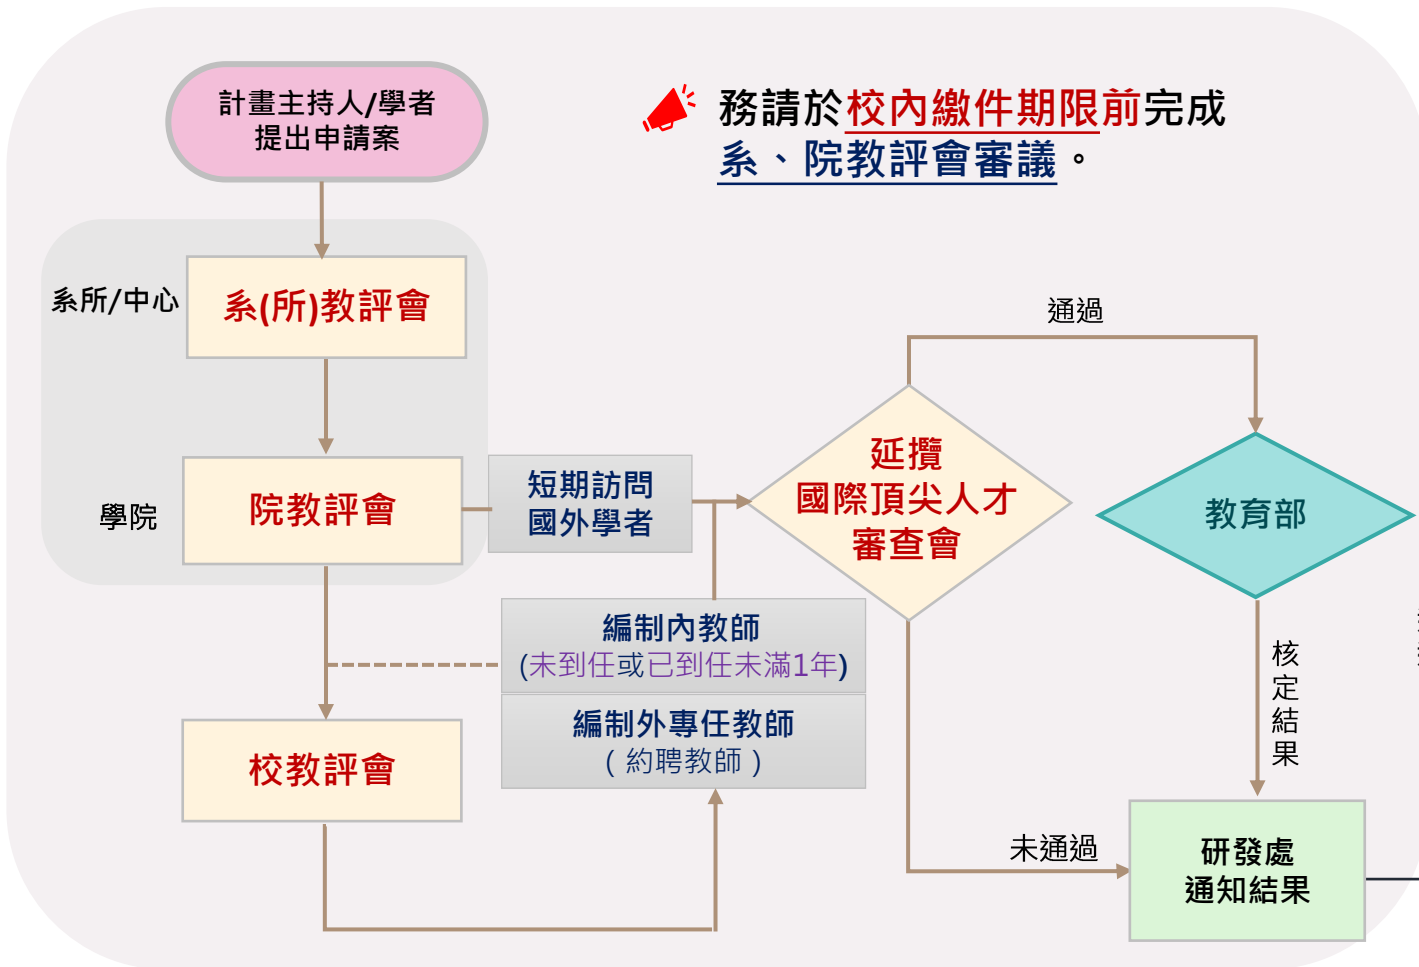 計畫主持人/學者
提出申請案
務請於校內繳件期限前完成
系、院教評會審議。
系所/中心
系(所)教評會
通過
延攬
國際頂尖人才
審查會
教育部
學院
院教評會
短期訪問
國外學者
編制內教師
(未到任或已到任未滿1年)
編制外專任教師
(約聘教師)
核定結果
校教評會
未通過
研發處
通知結果